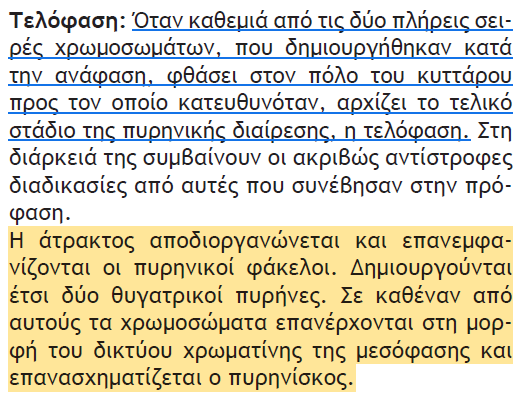 Τελόφαση: Όταν καθεμιά από τις δύο πλήρεις σει-
ρές χρωμοσωμάτων, που δημιουργήθηκαν κατά
την ανάφαση, φθάσει στον πόλο του κυττάρου
προς τον οποίο κατευθυνόταν, αρχίζει το τελικό
στάδιο της πυρηνικής διαίρεσης, η τελόφαση. Στη
διάρκειά της συμβαίνουν οι ακριβώς αντίστροφες
διαδικασίες από αυτές που συνέβησαν στην πρό-
φαση.
Η άτρακτος αποδιοργανώνεται και επανεμφα-
νίζονται οι πυρηνικοί φάκελοι. Δημιουργούνται
έτσι δύο θυγατρικοί πυρήνες. Σε καθέναν από
αυτούς τα χρωμοσώματα επανέρχονται στη μορ-
φή του δικτύου χρωματίνης της μεσόφασης και
επανασχηματίζεται ο πυρηνίσκος.